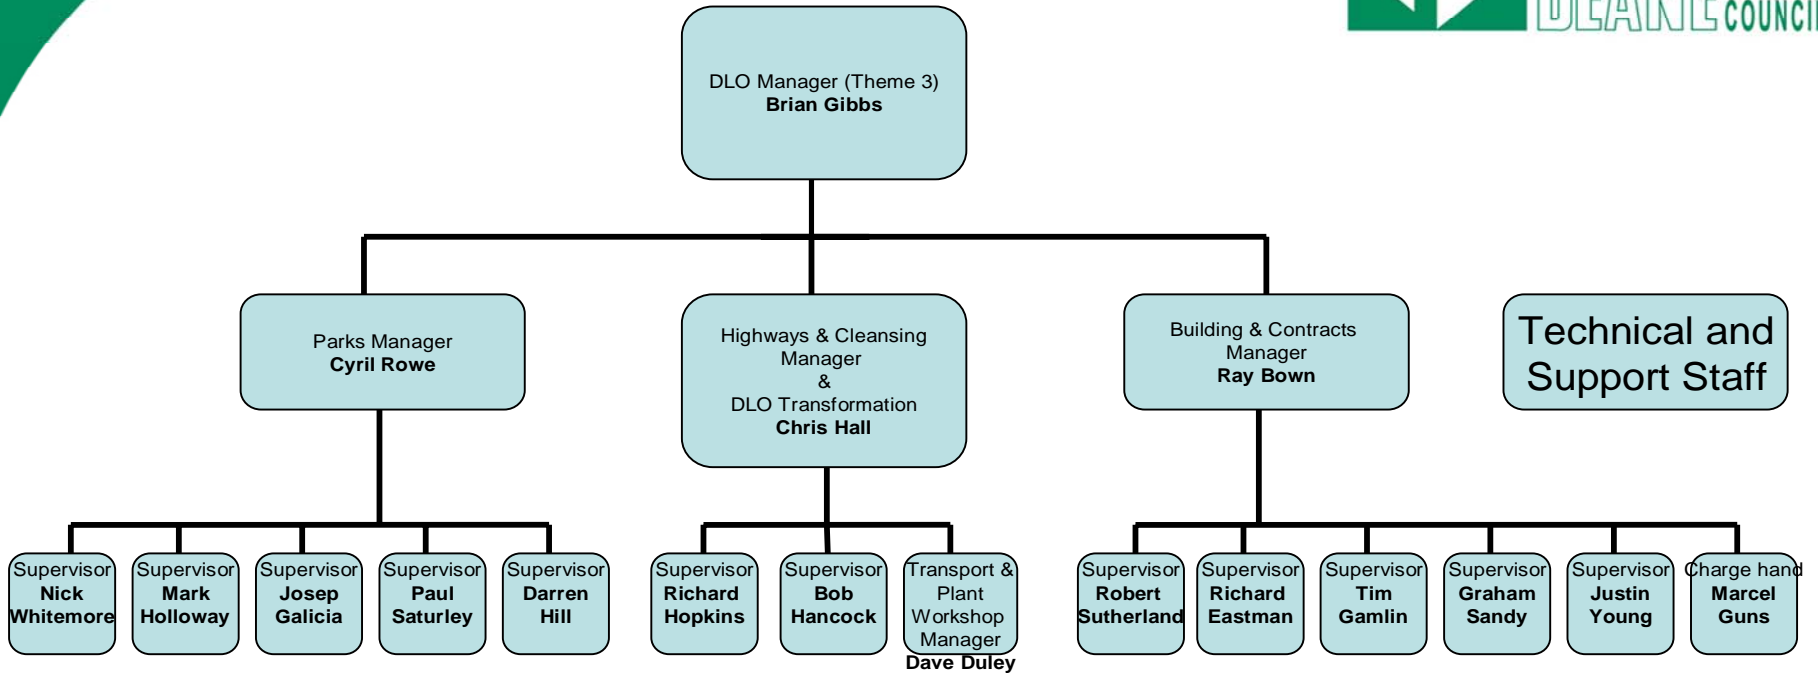 DEANE COUNCIL
DLO Manager (Theme 3)
Brian Gibbs
Parks Manager
Cyril Rowe
Highways & Cleansing
Manager
&
DLO Transformation
Chris Hall
Building & Contracts
Manager
Ray Bown
Technical and
Support Staff
Supervisor
Nick
Whitemore
Supervisor
Mark
Holloway
Supervisor
Josep
Galicia
Supervisor
Paul
Saturley
Supervisor
Darren
Hill
Supervisor
Richard
Hopkins
Supervisor
Bob
Hancock
Transport &
Plant
Workshop
Manager
Dave Duley
Supervisor
Robert
Sutherland
Supervisor
Richard
Eastman
Supervisor
Tim
Gamlin
Supervisor
Graham
Sandy
Supervisor
Justin
Young
Charge hand
Marcel
Guns